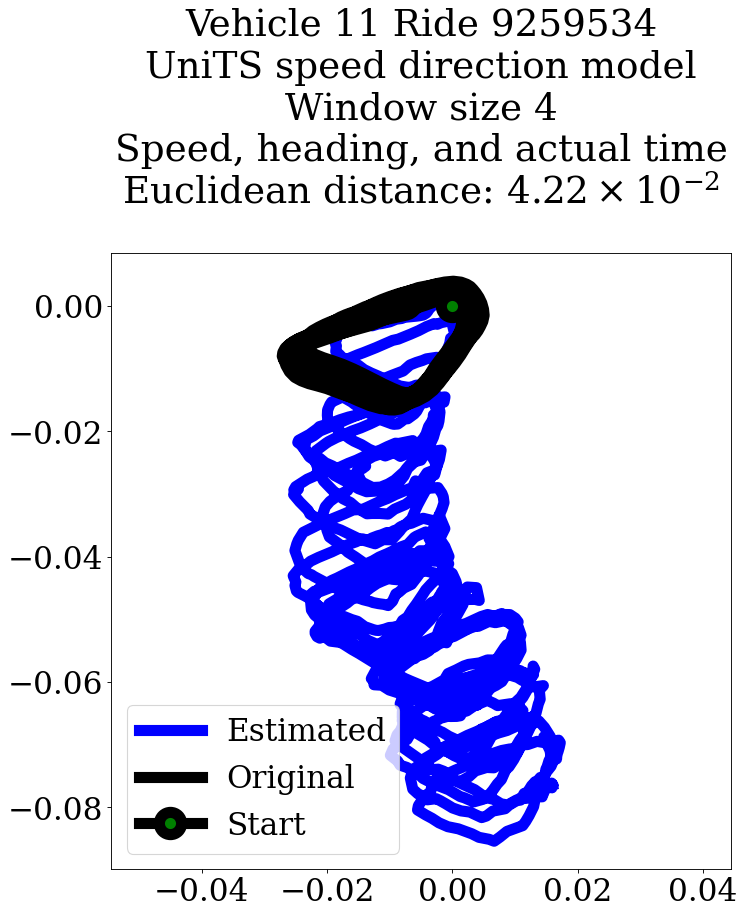 Vehicle 11 Ride 9259534
UniTS speed direction model
Window size 4
Speed, heading, and actual time
Euclidean distance: 4.22 × 10⁻²
0.00
−0.02
−0.04
−0.06
−0.08
Estimated
Original
Start
−0.04 −0.02 0.00 0.02 0.04